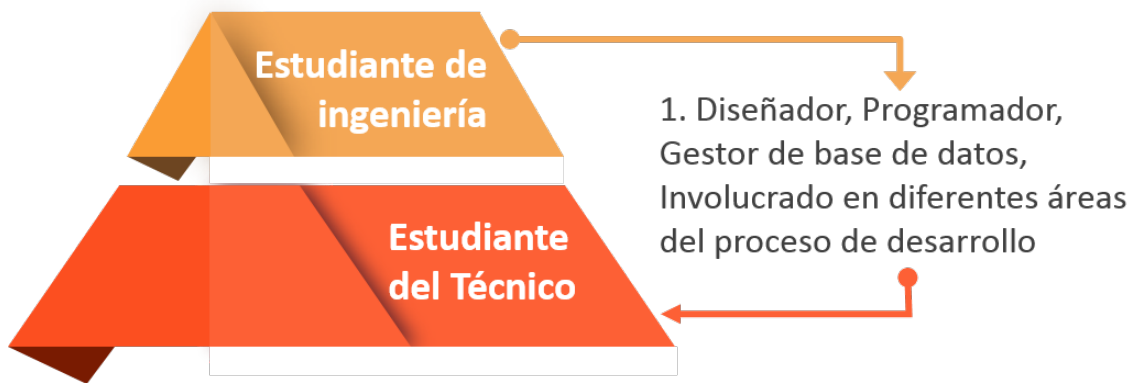 Estudiante de
ingeniería
1. Diseñador, Programador,
Gestor de base de datos,
Involucrado en diferentes áreas
del proceso de desarrollo
Estudiante
del Técnico